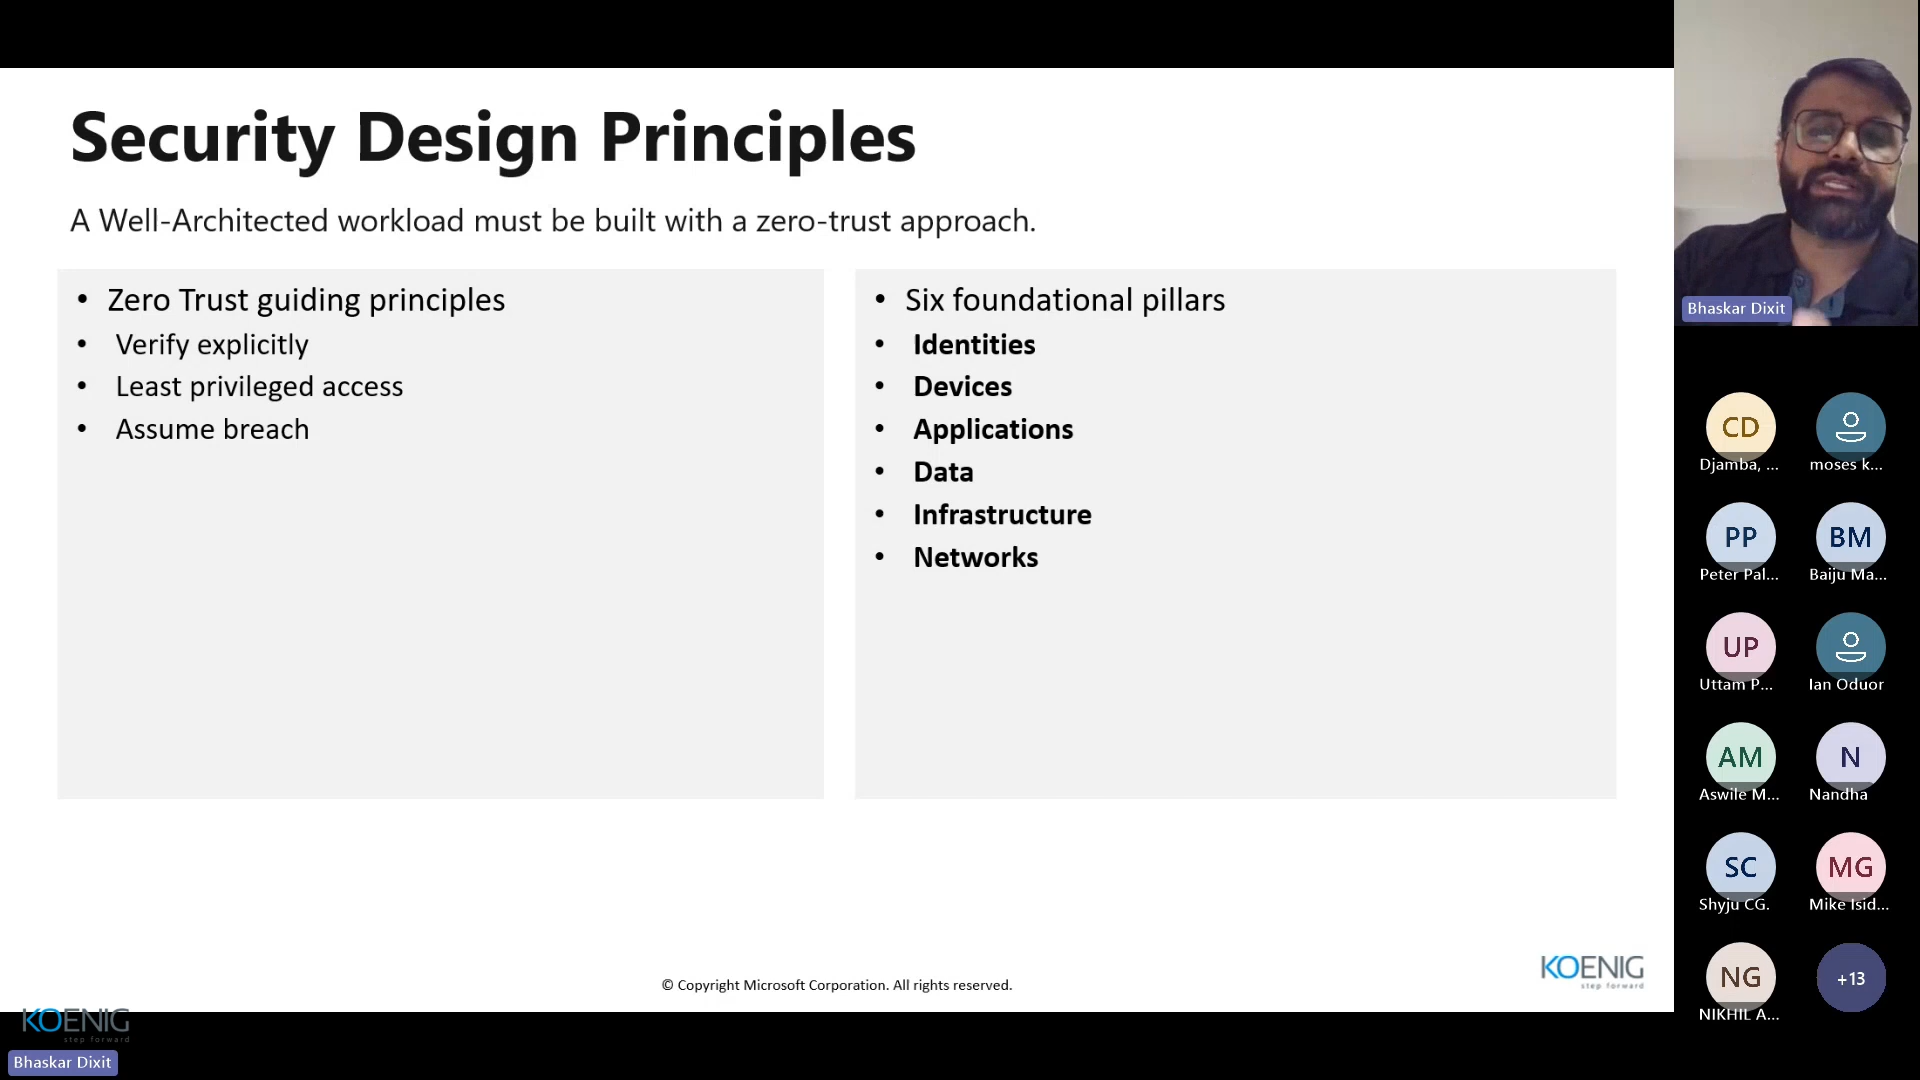 Security Design Principles
A Well-Architected workload must be built with a zero-trust approach.
• Zero Trust guiding principles
• Verify explicitly
• Least privileged access
• Assume breach
• Six foundational pillars
• Identities
• Devices
• Applications
• Data
• Infrastructure
• Networks
© Copyright Microsoft Corporation. All rights reserved.
KOENIG
step forward
KOENIG
step forward
Bhaskar Dixit
Bhaskar Dixit
CD
Djamba, ...
moses k...
PP
Peter Pal...
BM
Baiju Ma...
UP
Uttam P...
Ian Oduor
AM
Aswile M...
N
Nandha
SC
Shyju CG.
MG
Mike Isid...
NG
NIKHIL A...
+13